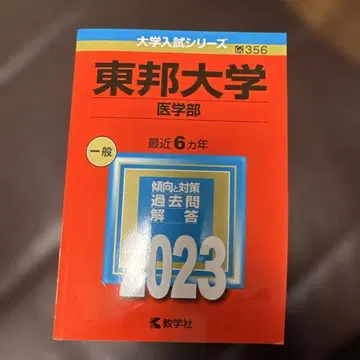 大学入試シリーズ
356
東邦大学
医学部
最近6ヵ年
一般
傾向と対策
過去問
解答
2023
教学社